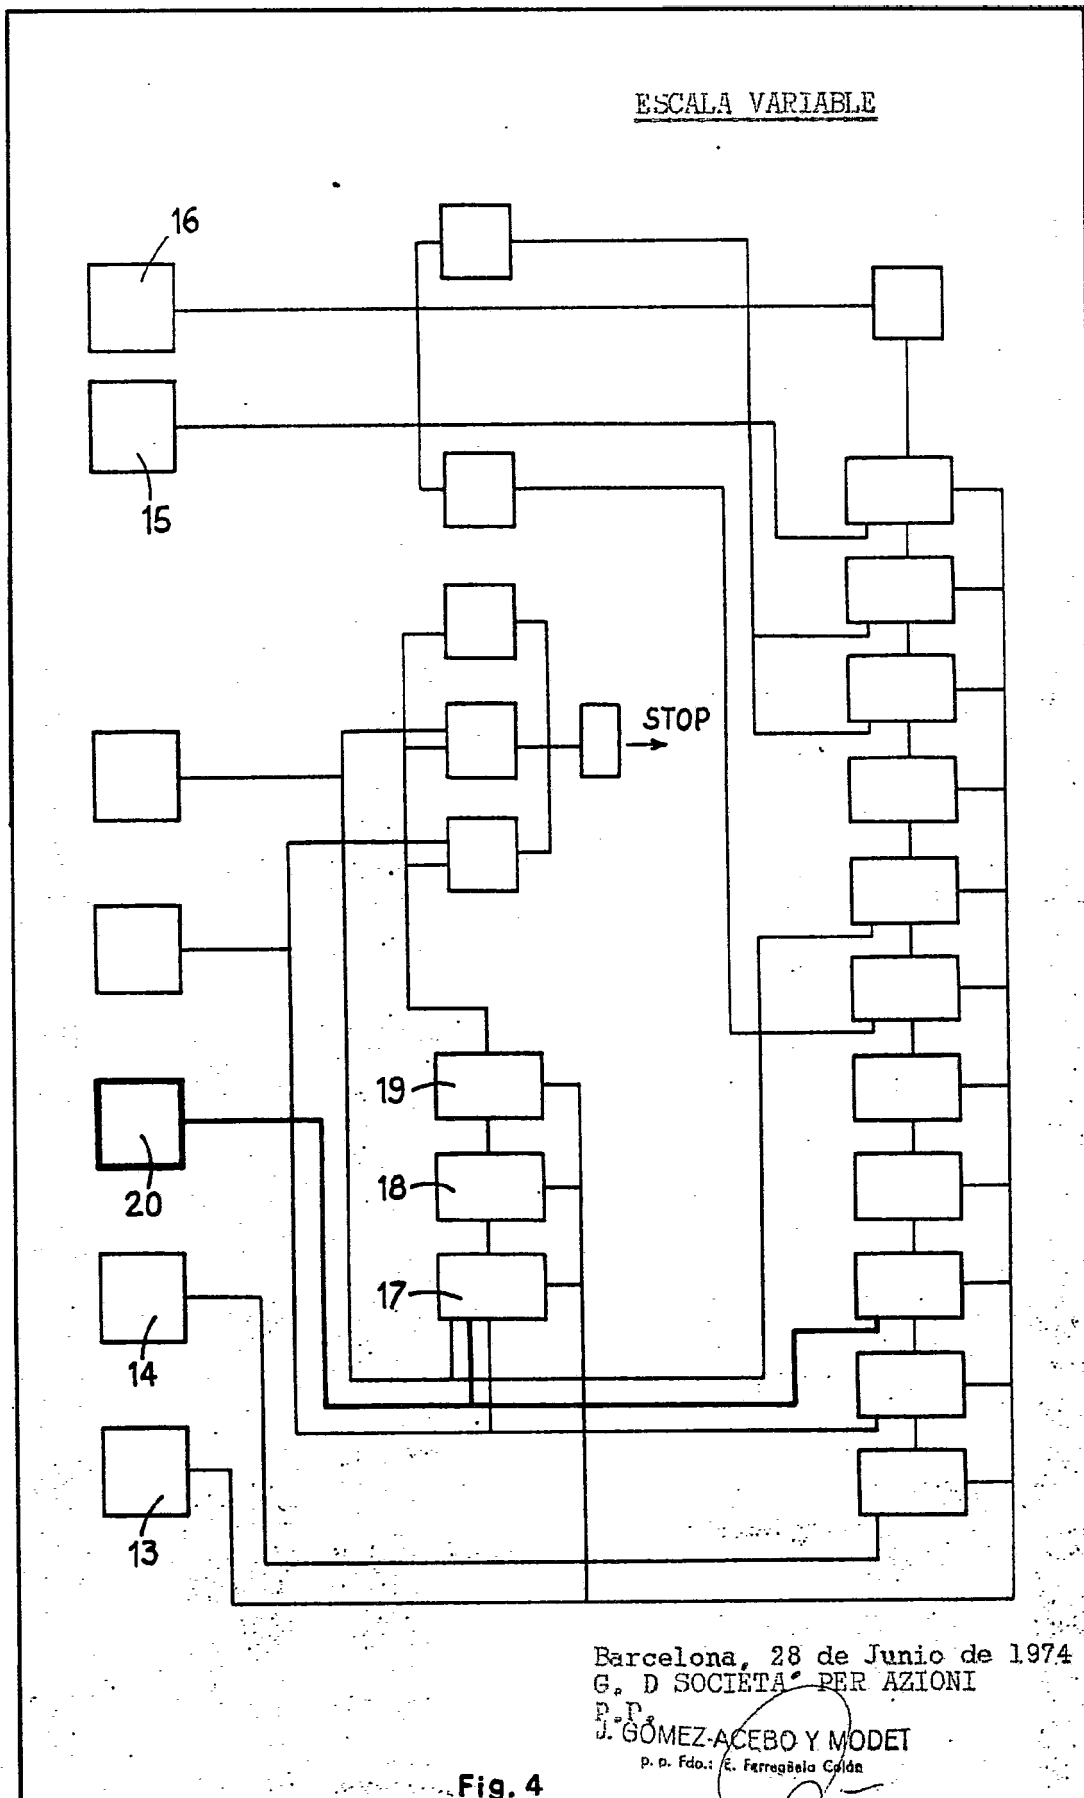 ESCALA VARIABLE
16
15
STOP
19
20
18
17
14
13
Barcelona, 28 de Junio de 1974
G. D SOCIETA' PER AZIONI
P.P.
J. GOMEZ-ACEBO Y MODET
p. p. Fdo.: E.
Fig. 4